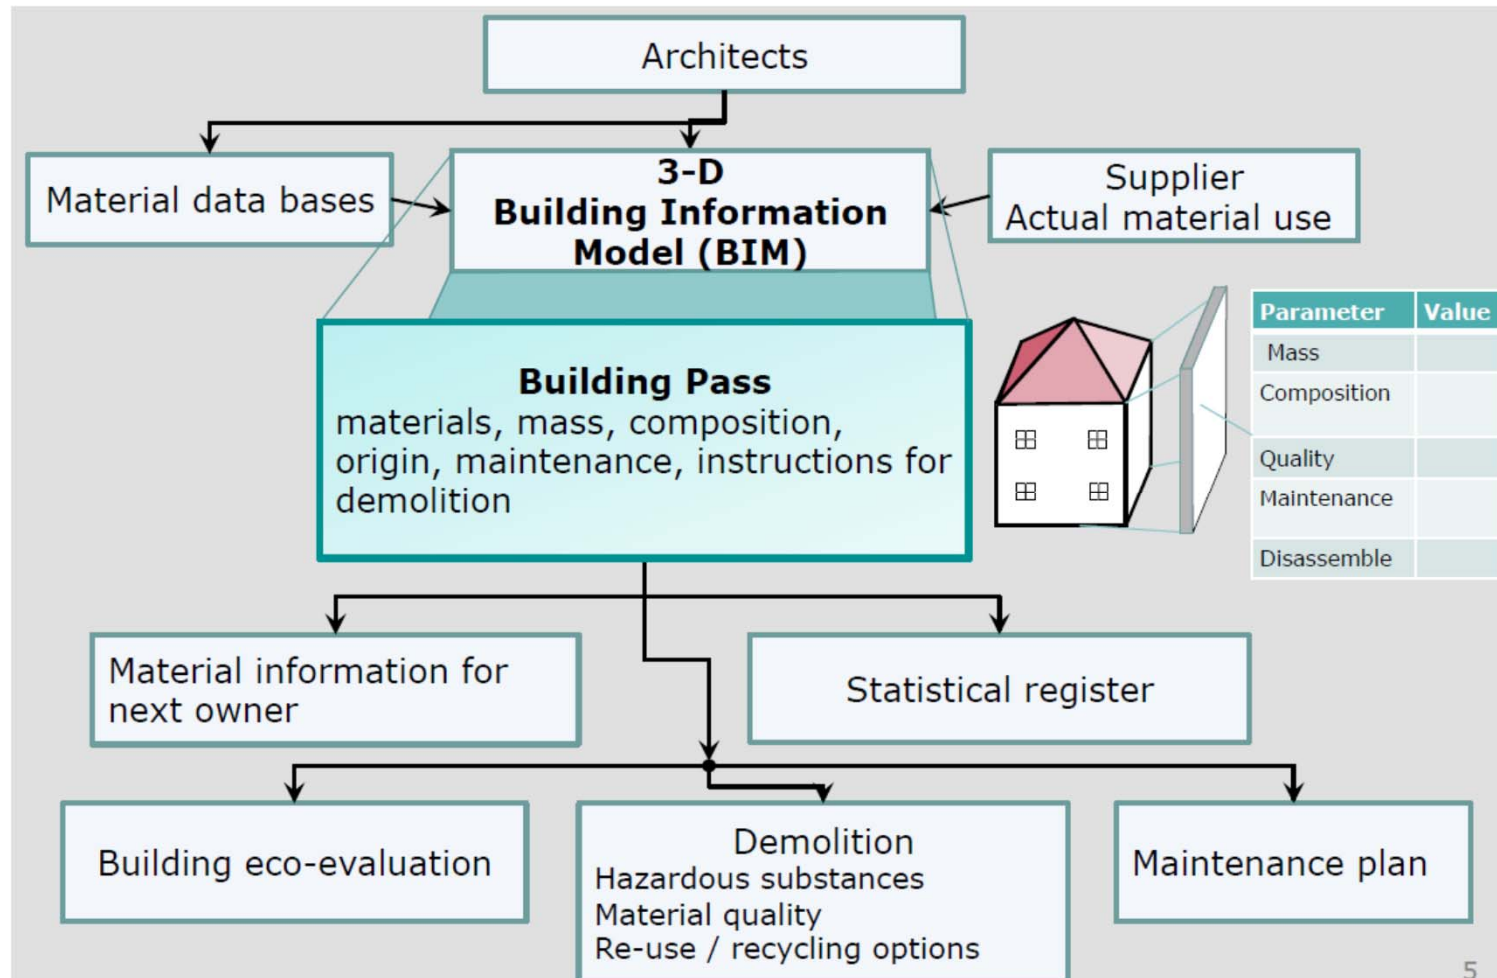 Architects
Material data bases
3-D
Building Information
Model (BIM)
Supplier
Actual material use
Building Pass
materials, mass, composition,
origin, maintenance, instructions for
demolition
Parameter Value
Mass
Composition
Quality
Maintenance
Disassemble
Material information for
next owner
Statistical register
Building eco-evaluation
Demolition
Hazardous substances
Material quality
Re-use / recycling options
Maintenance plan
5